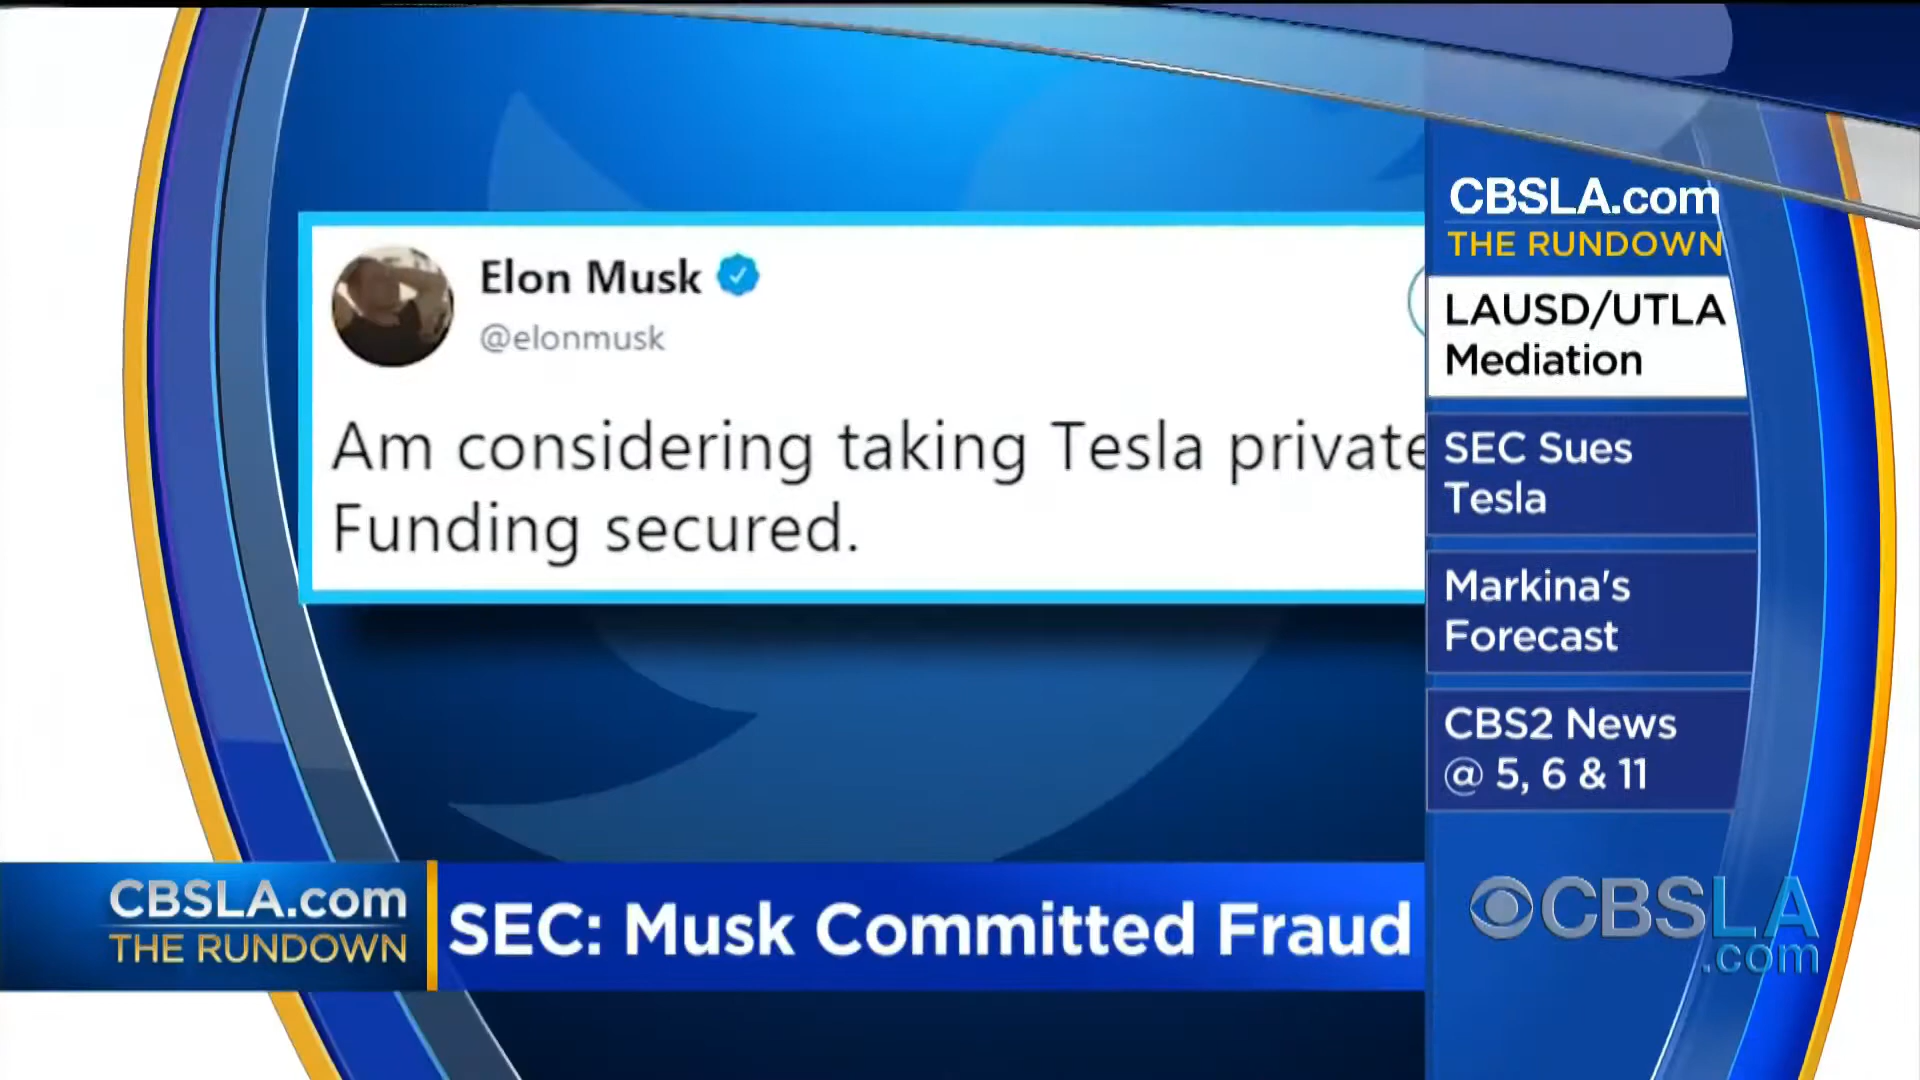 Elon Musk
@elonmusk
Am considering taking Tesla private
Funding secured.
CBSLA.com
THE RUNDOWN
LAUSD/UTLA
Mediation
SEC Sues
Tesla
Markina's
Forecast
CBS2 News
@ 5, 6 & 11
CBSLA.com
THE RUNDOWN
SEC: Musk Committed Fraud
CBSLA
.com